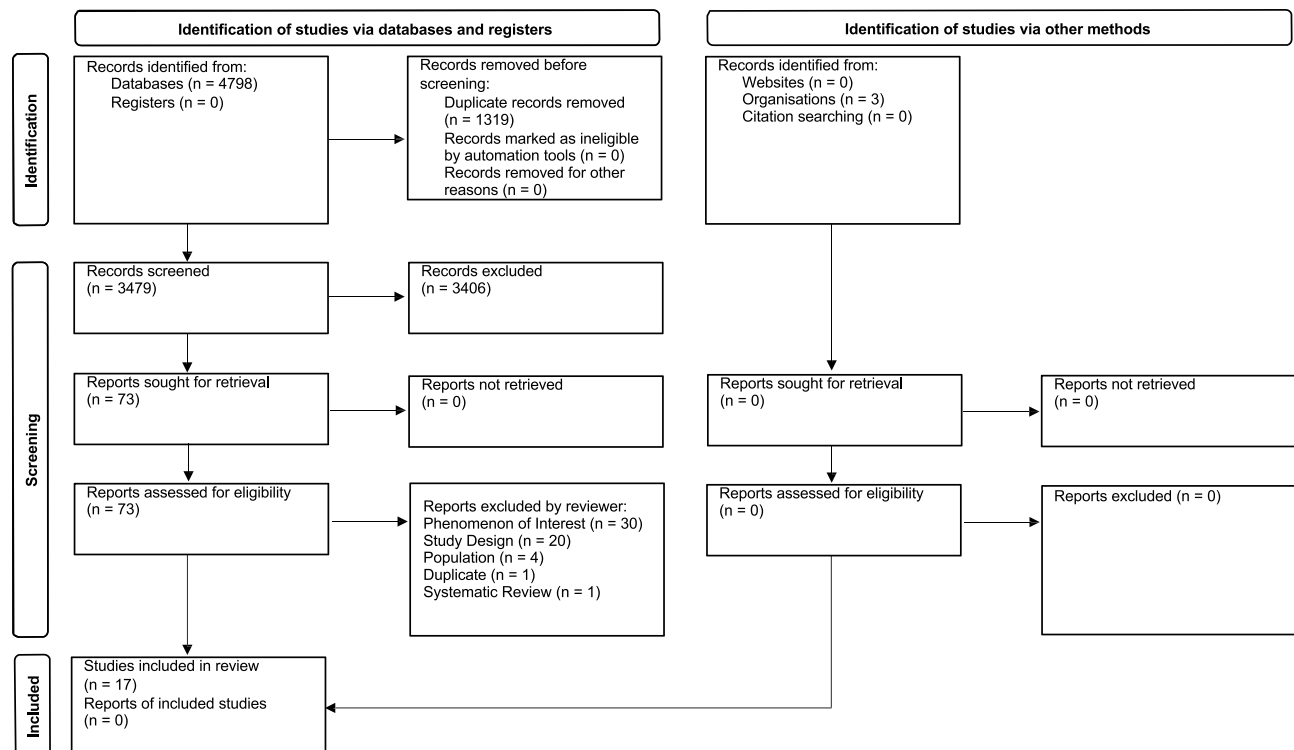 Identification of studies via databases and registers
Identification of studies via other methods
Identification
Records identified from:
Databases (n = 4798)
Registers (n = 0)
Records removed before
screening:
Duplicate records removed
(n = 1319)
Records marked as ineligible
by automation tools (n = 0)
Records removed for other
reasons (n = 0)
Records identified from:
Websites (n = 0)
Organisations (n = 3)
Citation searching (n = 0)
Screening
Records screened
(n = 3479)
Records excluded
(n = 3406)
Reports sought for retrieval
(n = 73)
Reports not retrieved
(n = 0)
Reports sought for retrieval
(n = 0)
Reports not retrieved
(n = 0)
Reports assessed for eligibility
(n = 73)
Reports excluded by reviewer:
Phenomenon of Interest (n = 30)
Study Design (n = 20)
Population (n = 4)
Duplicate (n = 1)
Systematic Review (n = 1)
Reports assessed for eligibility
(n = 0)
Reports excluded (n = 0)
Included
Studies included in review
(n = 17)
Reports of included studies
(n = 0)